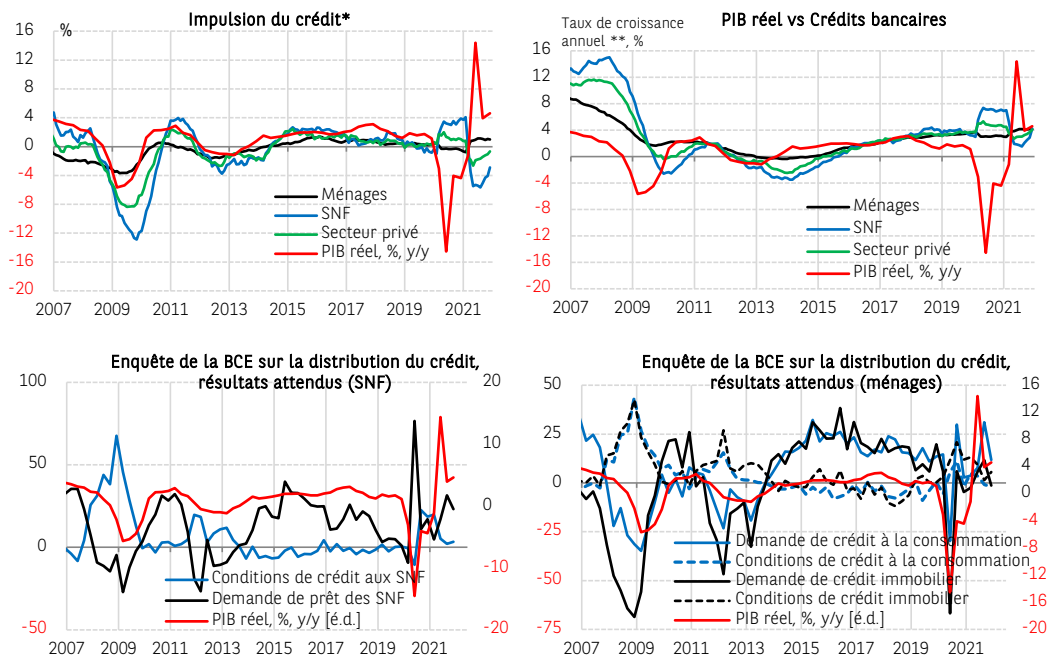 Impulsion du crédit*
%
16
12
8
4
0
-4
-8
-12
-16
-20
Ménages
SNF
Secteur privé
PIB réel, %, y/y
2007 2009 2011 2013 2015 2017 2019 2021
PIB réel vs Crédits bancaires
Taux de croissance
annuel **, %
16
12
8
4
0
-4
-8
-12
-16
-20
Ménages
SNF
Secteur privé
PIB réel, %, y/y
2007 2009 2011 2013 2015 2017 2019 2021
Enquête de la BCE sur la distribution du crédit,
résultats attendus (SNF)
100
50
0
-50
20
10
0
-10
-20
Conditions de crédit aux SNF
Demande de prêt des SNF
PIB réel, %, y/y [é.d.]
2007 2009 2011 2013 2015 2017 2019 2021
Enquête de la BCE sur la distribution du crédit,
résultats attendus (ménages)
50
25
0
-25
-50
-75
16
12
8
4
0
-4
-8
-12
-16
-20
Demande de crédit à la consommation
Conditions de crédit à la consommation
Demande de crédit immobilier
Conditions de crédit immobilier
PIB réel, %, y/y [é.d.]
2007 2009 2011 2013 2015 2017 2019 2021